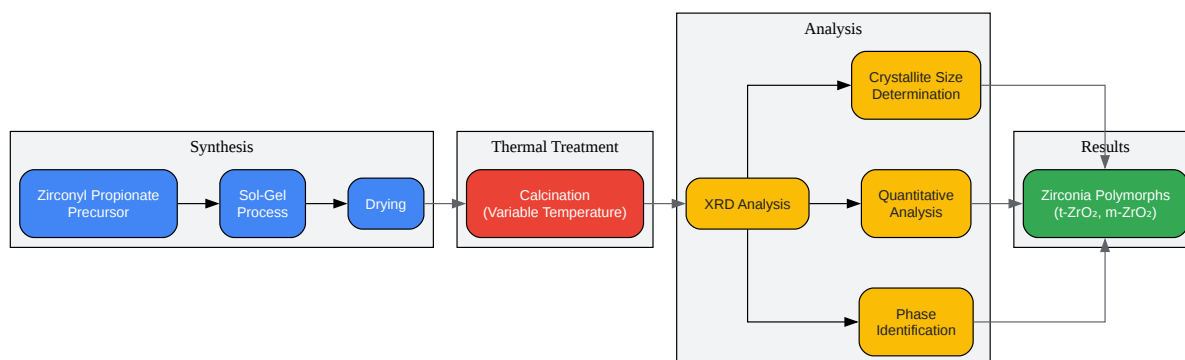 Synthesis
Zirconyl Propionate
Precursor
Sol-Gel
Process
Drying
Thermal Treatment
Calcination
(Variable Temperature)
Analysis
XRD Analysis
Crystallite Size
Determination
Quantitative
Analysis
Phase
Identification
Results
Zirconia Polymorphs
(t-ZrO₂, m-ZrO₂)